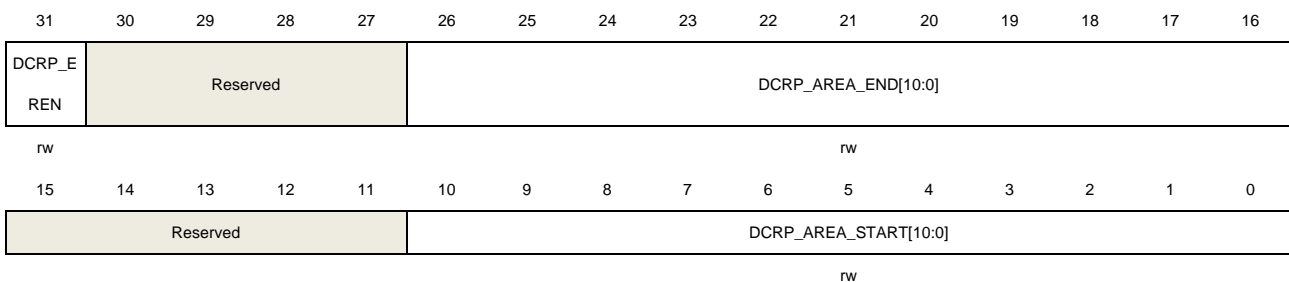 31 30 29 28 27 26 25 24 23 22 21 20 19 18 17 16
DCRP_E
REN
Reserved
DCRP_AREA_END[10:0]
rw rw
15 14 13 12 11 10 9 8 7 6 5 4 3 2 1 0
Reserved DCRP_AREA_START[10:0]
rw